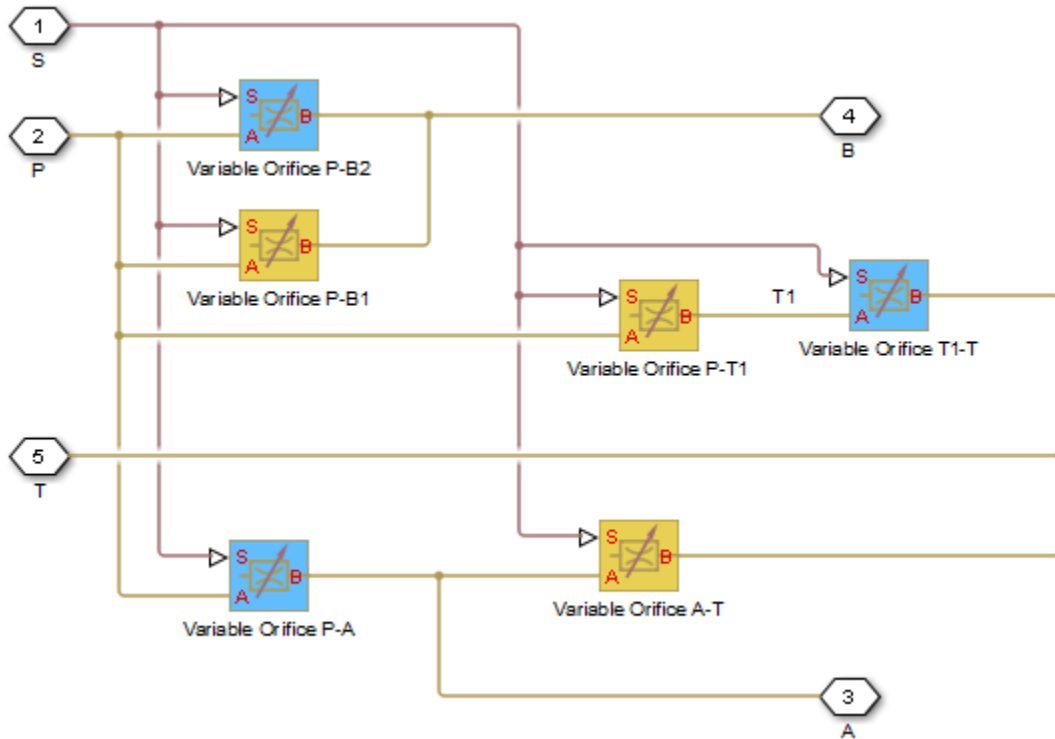 1
S
S
A
B
Variable Orifice P-B2
2
P
4
B
S
A
B
Variable Orifice P-B1
S
A
B
Variable Orifice P-T1
T1
S
A
B
Variable Orifice T1-T
5
T
S
A
B
Variable Orifice P-A
S
A
B
Variable Orifice A-T
3
A